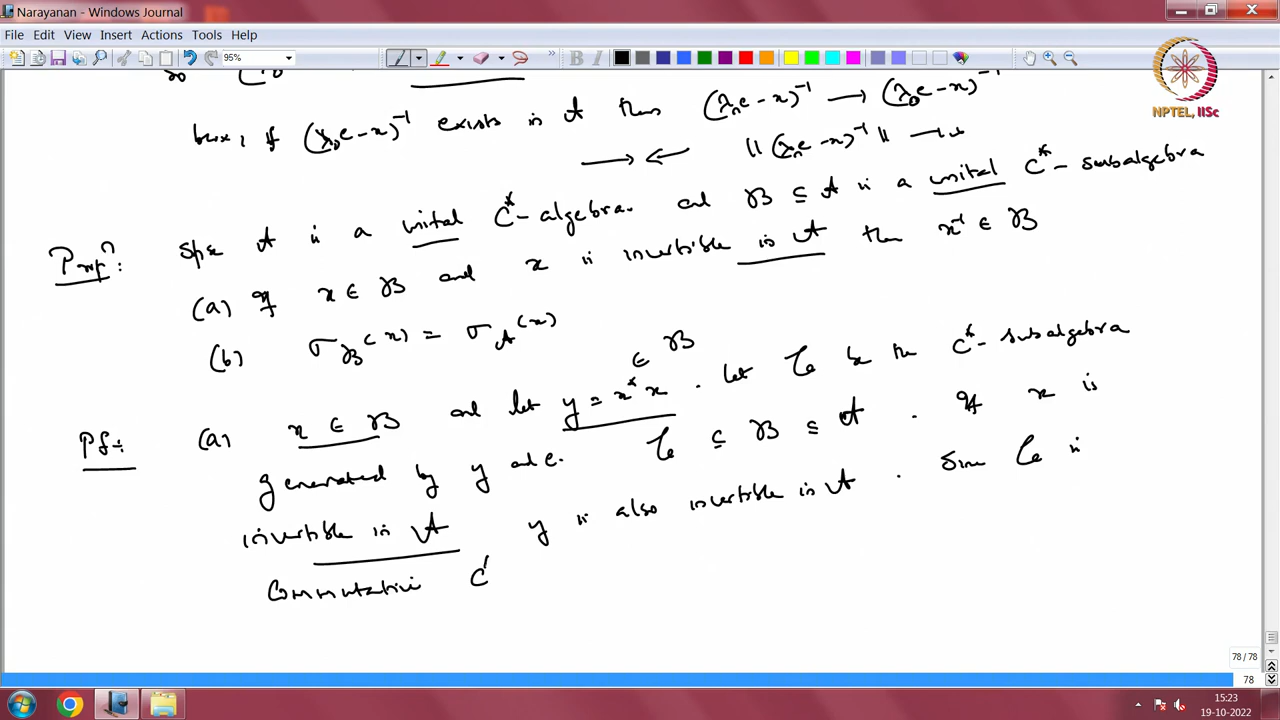 Narayanan - Windows Journal
File Edit View Insert Actions Tools Help
95%
NPTEL, IISc
because, if (λ₀e - x)⁻¹ exists in A then (λₙe - x)⁻¹ → (λ₀e - x)⁻¹
→← ‖(λₙe - x)⁻¹‖ → ∞
Propⁿ: Spse A is a unital C*-algebra. and B ⊆ A is a unital C*-subalgebra
(a) If x ∈ B and x is invertible in A then x⁻¹ ∈ B
(b) σ_B(x) = σ_A(x)
Pf: (a) x ∈ B and let y = x*x ∈ B. Let C be the C*-subalgebra
generated by y and e. C ⊆ B ⊆ A. If x is
invertible in A y is also invertible in A. Since C is
Commutative C
78 / 78
78
15:23
19-10-2022